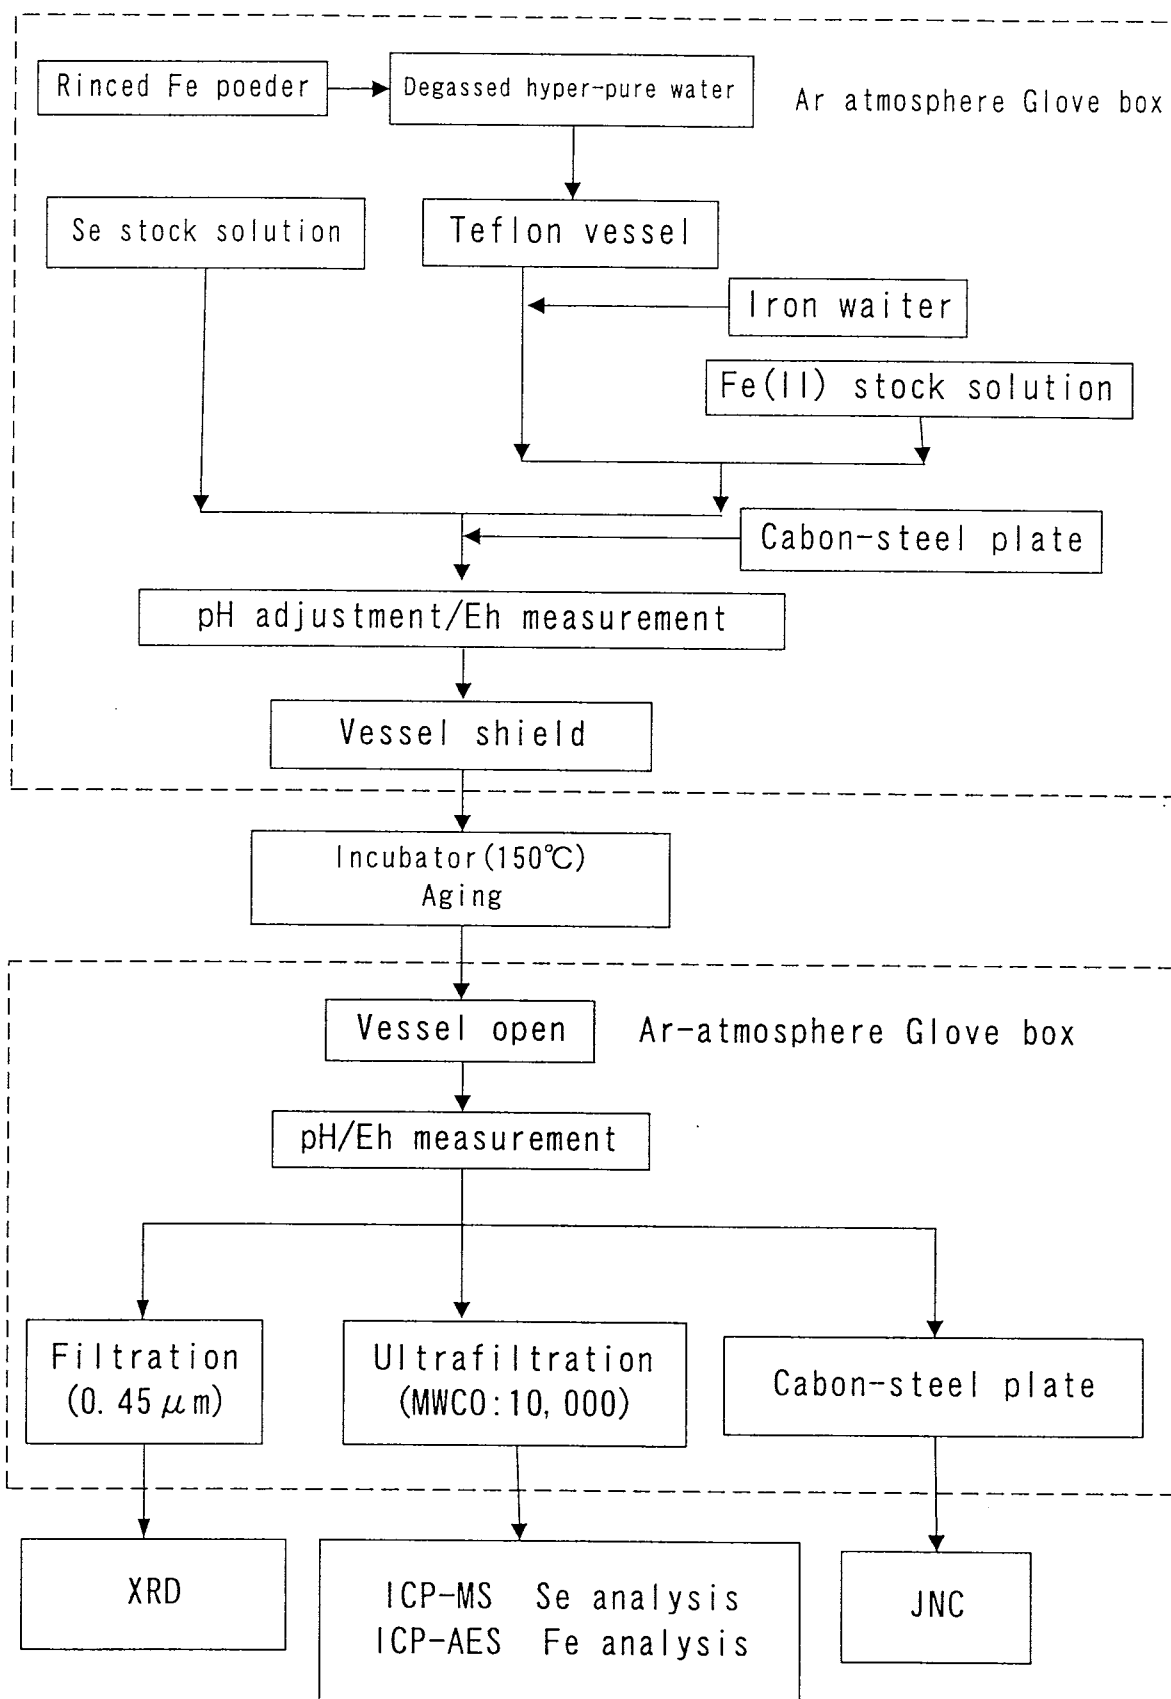 Rinced Fe poeder
Degassed hyper-pure water
Ar atmosphere Glove box
Se stock solution
Teflon vessel
Iron waiter
Fe(II) stock solution
Cabon-steel plate
pH adjustment/Eh measurement
Vessel shield
Incubator(150℃)
Aging
Vessel open
Ar-atmosphere Glove box
pH/Eh measurement
Filtration
(0.45μm)
Ultrafiltration
(MWCO:10,000)
Cabon-steel plate
XRD
ICP-MS Se analysis
ICP-AES Fe analysis
JNC